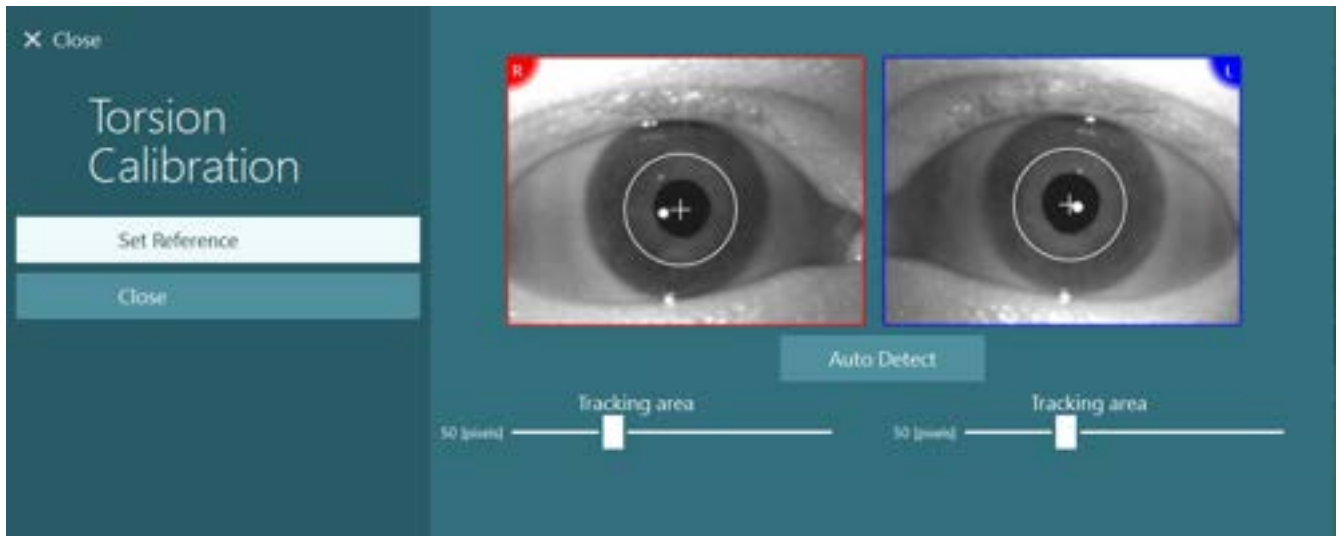 ✕ Close
Torsion
Calibration
Set Reference
Close
R
L
Auto Detect
Tracking area
50 [pixels]
Tracking area
50 [pixels]